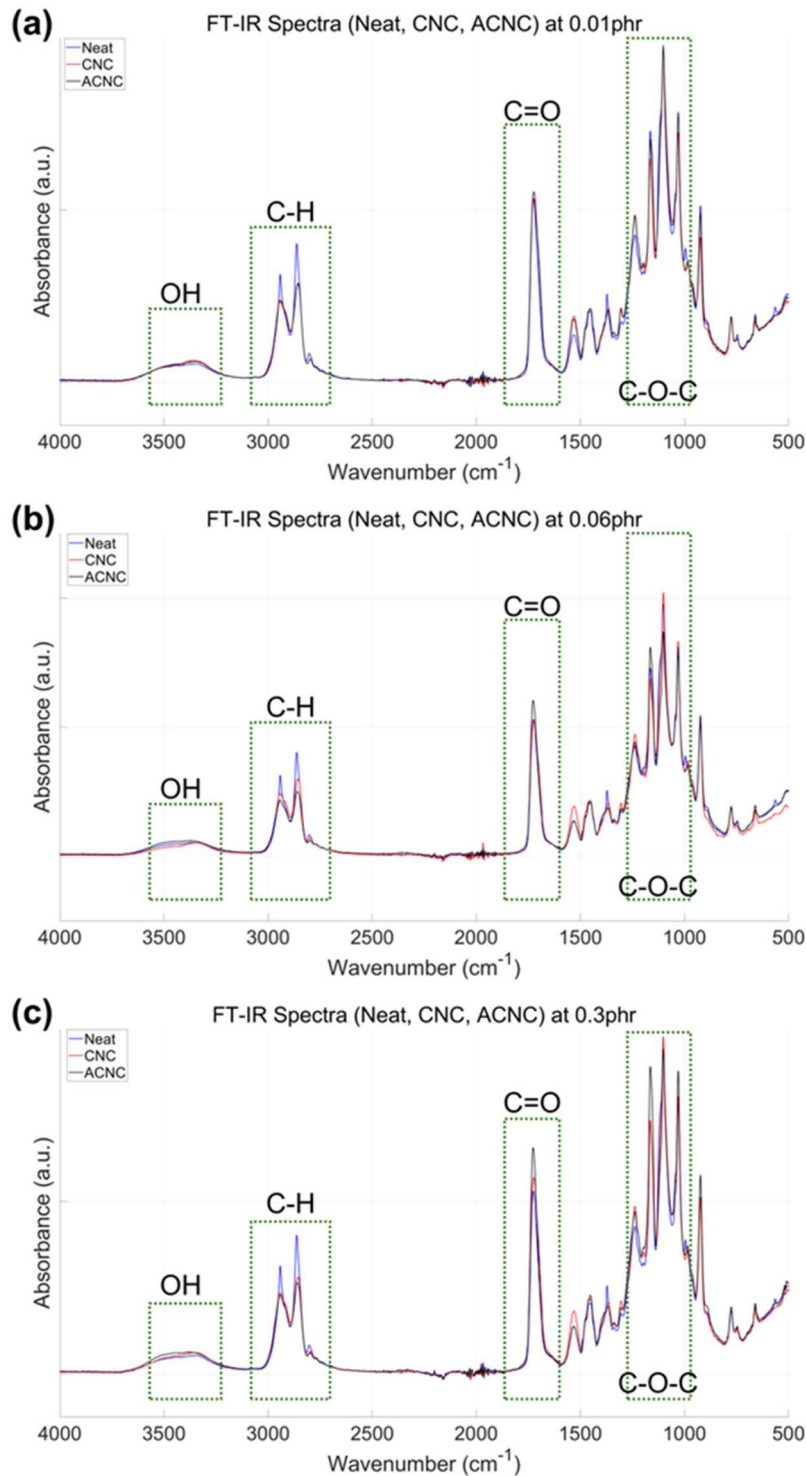 (a)
FT-IR Spectra (Neat, CNC, ACNC) at 0.01phr
Neat
CNC
ACNC
OH
C-H
C=O
C-O-C
Absorbance (a.u.)
4000 3500 3000 2500 2000 1500 1000 500
Wavenumber (cm⁻¹)
(b)
FT-IR Spectra (Neat, CNC, ACNC) at 0.06phr
Neat
CNC
ACNC
OH
C-H
C=O
C-O-C
Absorbance (a.u.)
4000 3500 3000 2500 2000 1500 1000 500
Wavenumber (cm⁻¹)
(c)
FT-IR Spectra (Neat, CNC, ACNC) at 0.3phr
Neat
CNC
ACNC
OH
C-H
C=O
C-O-C
Absorbance (a.u.)
4000 3500 3000 2500 2000 1500 1000 500
Wavenumber (cm⁻¹)